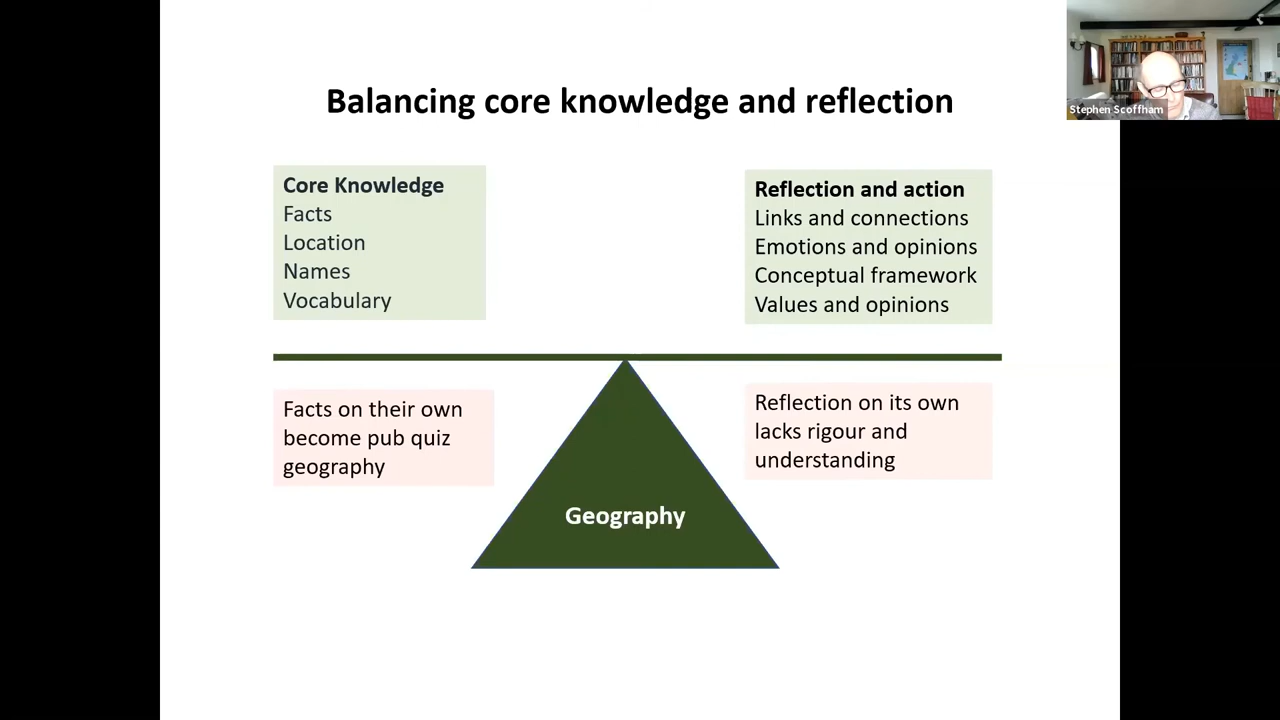 Balancing core knowledge and reflection
Stephen Scoffham
Core Knowledge
Facts
Location
Names
Vocabulary
Reflection and action
Links and connections
Emotions and opinions
Conceptual framework
Values and opinions
Facts on their own
become pub quiz
geography
Reflection on its own
lacks rigour and
understanding
Geography